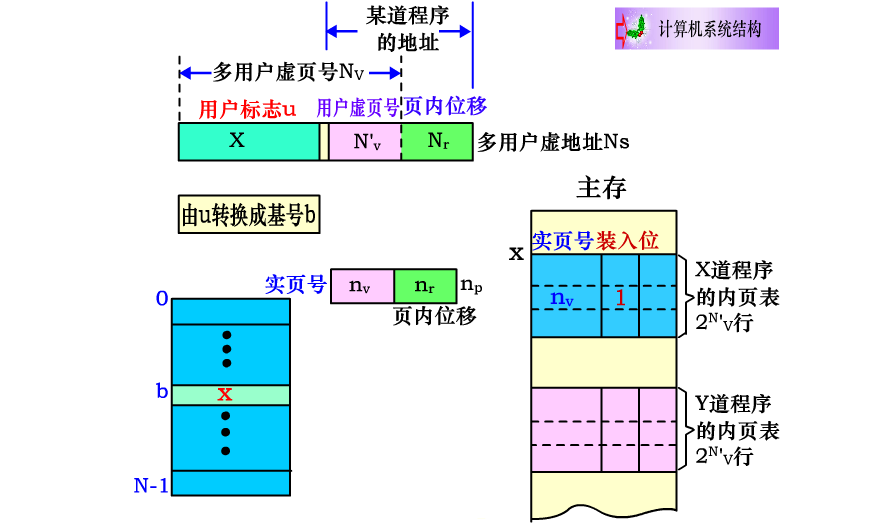 某道程序
的地址
计算机系统结构
多用户虚页号NV
用户标志u
用户虚页号
页内位移
X
N'v
Nr
多用户虚地址Ns
由u转换成基号b
主存
实页号
装入位
x
实页号
nv
nr
np
页内位移
nv
1
X道程序
的内页表
2N'V行
0
b
x
N-1
Y道程序
的内页表
2N'V行